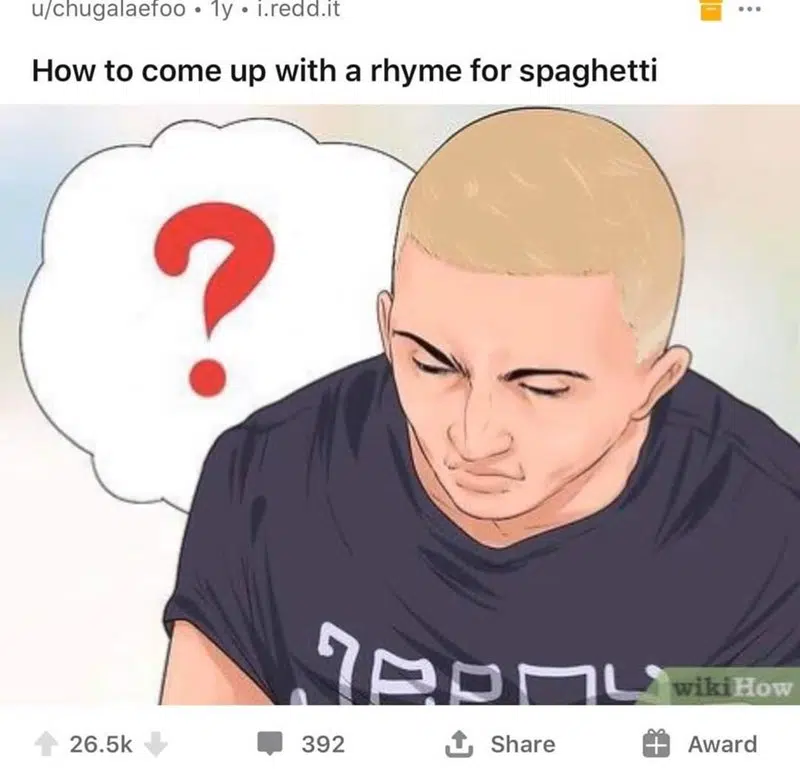 u/chugalaefoo • 1y • i.redd.it
How to come up with a rhyme for spaghetti
?
wikiHow
26.5k
392
Share
Award